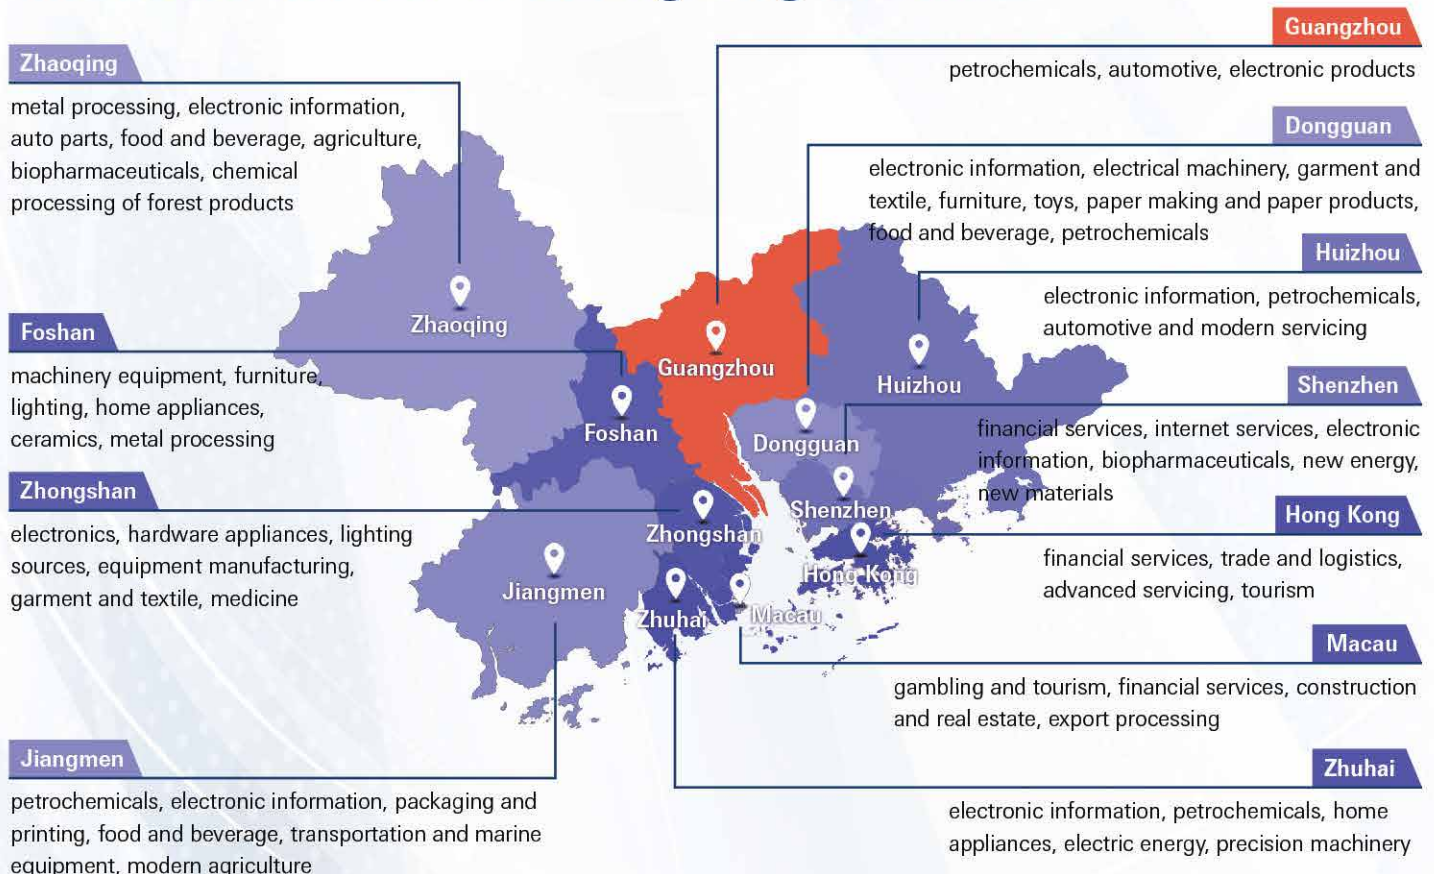 Zhaoqing
metal processing, electronic information,
auto parts, food and beverage, agriculture,
biopharmaceuticals, chemical
processing of forest products
Foshan
machinery equipment, furniture,
lighting, home appliances,
ceramics, metal processing
Zhongshan
electronics, hardware appliances, lighting
sources, equipment manufacturing,
garment and textile, medicine
Jiangmen
petrochemicals, electronic information, packaging and
printing, food and beverage, transportation and marine
equipment, modern agriculture
Zhaoqing
Guangzhou
Huizhou
Foshan
Dongguan
Shenzhen
Zhongshan
Hong Kong
Jiangmen
Zhuhai
Macau
Guangzhou
petrochemicals, automotive, electronic products
Dongguan
electronic information, electrical machinery, garment and
textile, furniture, toys, paper making and paper products,
food and beverage, petrochemicals
Huizhou
electronic information, petrochemicals,
automotive and modern servicing
Shenzhen
financial services, internet services, electronic
information, biopharmaceuticals, new energy,
new materials
Hong Kong
financial services, trade and logistics,
advanced servicing, tourism
Macau
gambling and tourism, financial services, construction
and real estate, export processing
Zhuhai
electronic information, petrochemicals, home
appliances, electric energy, precision machinery